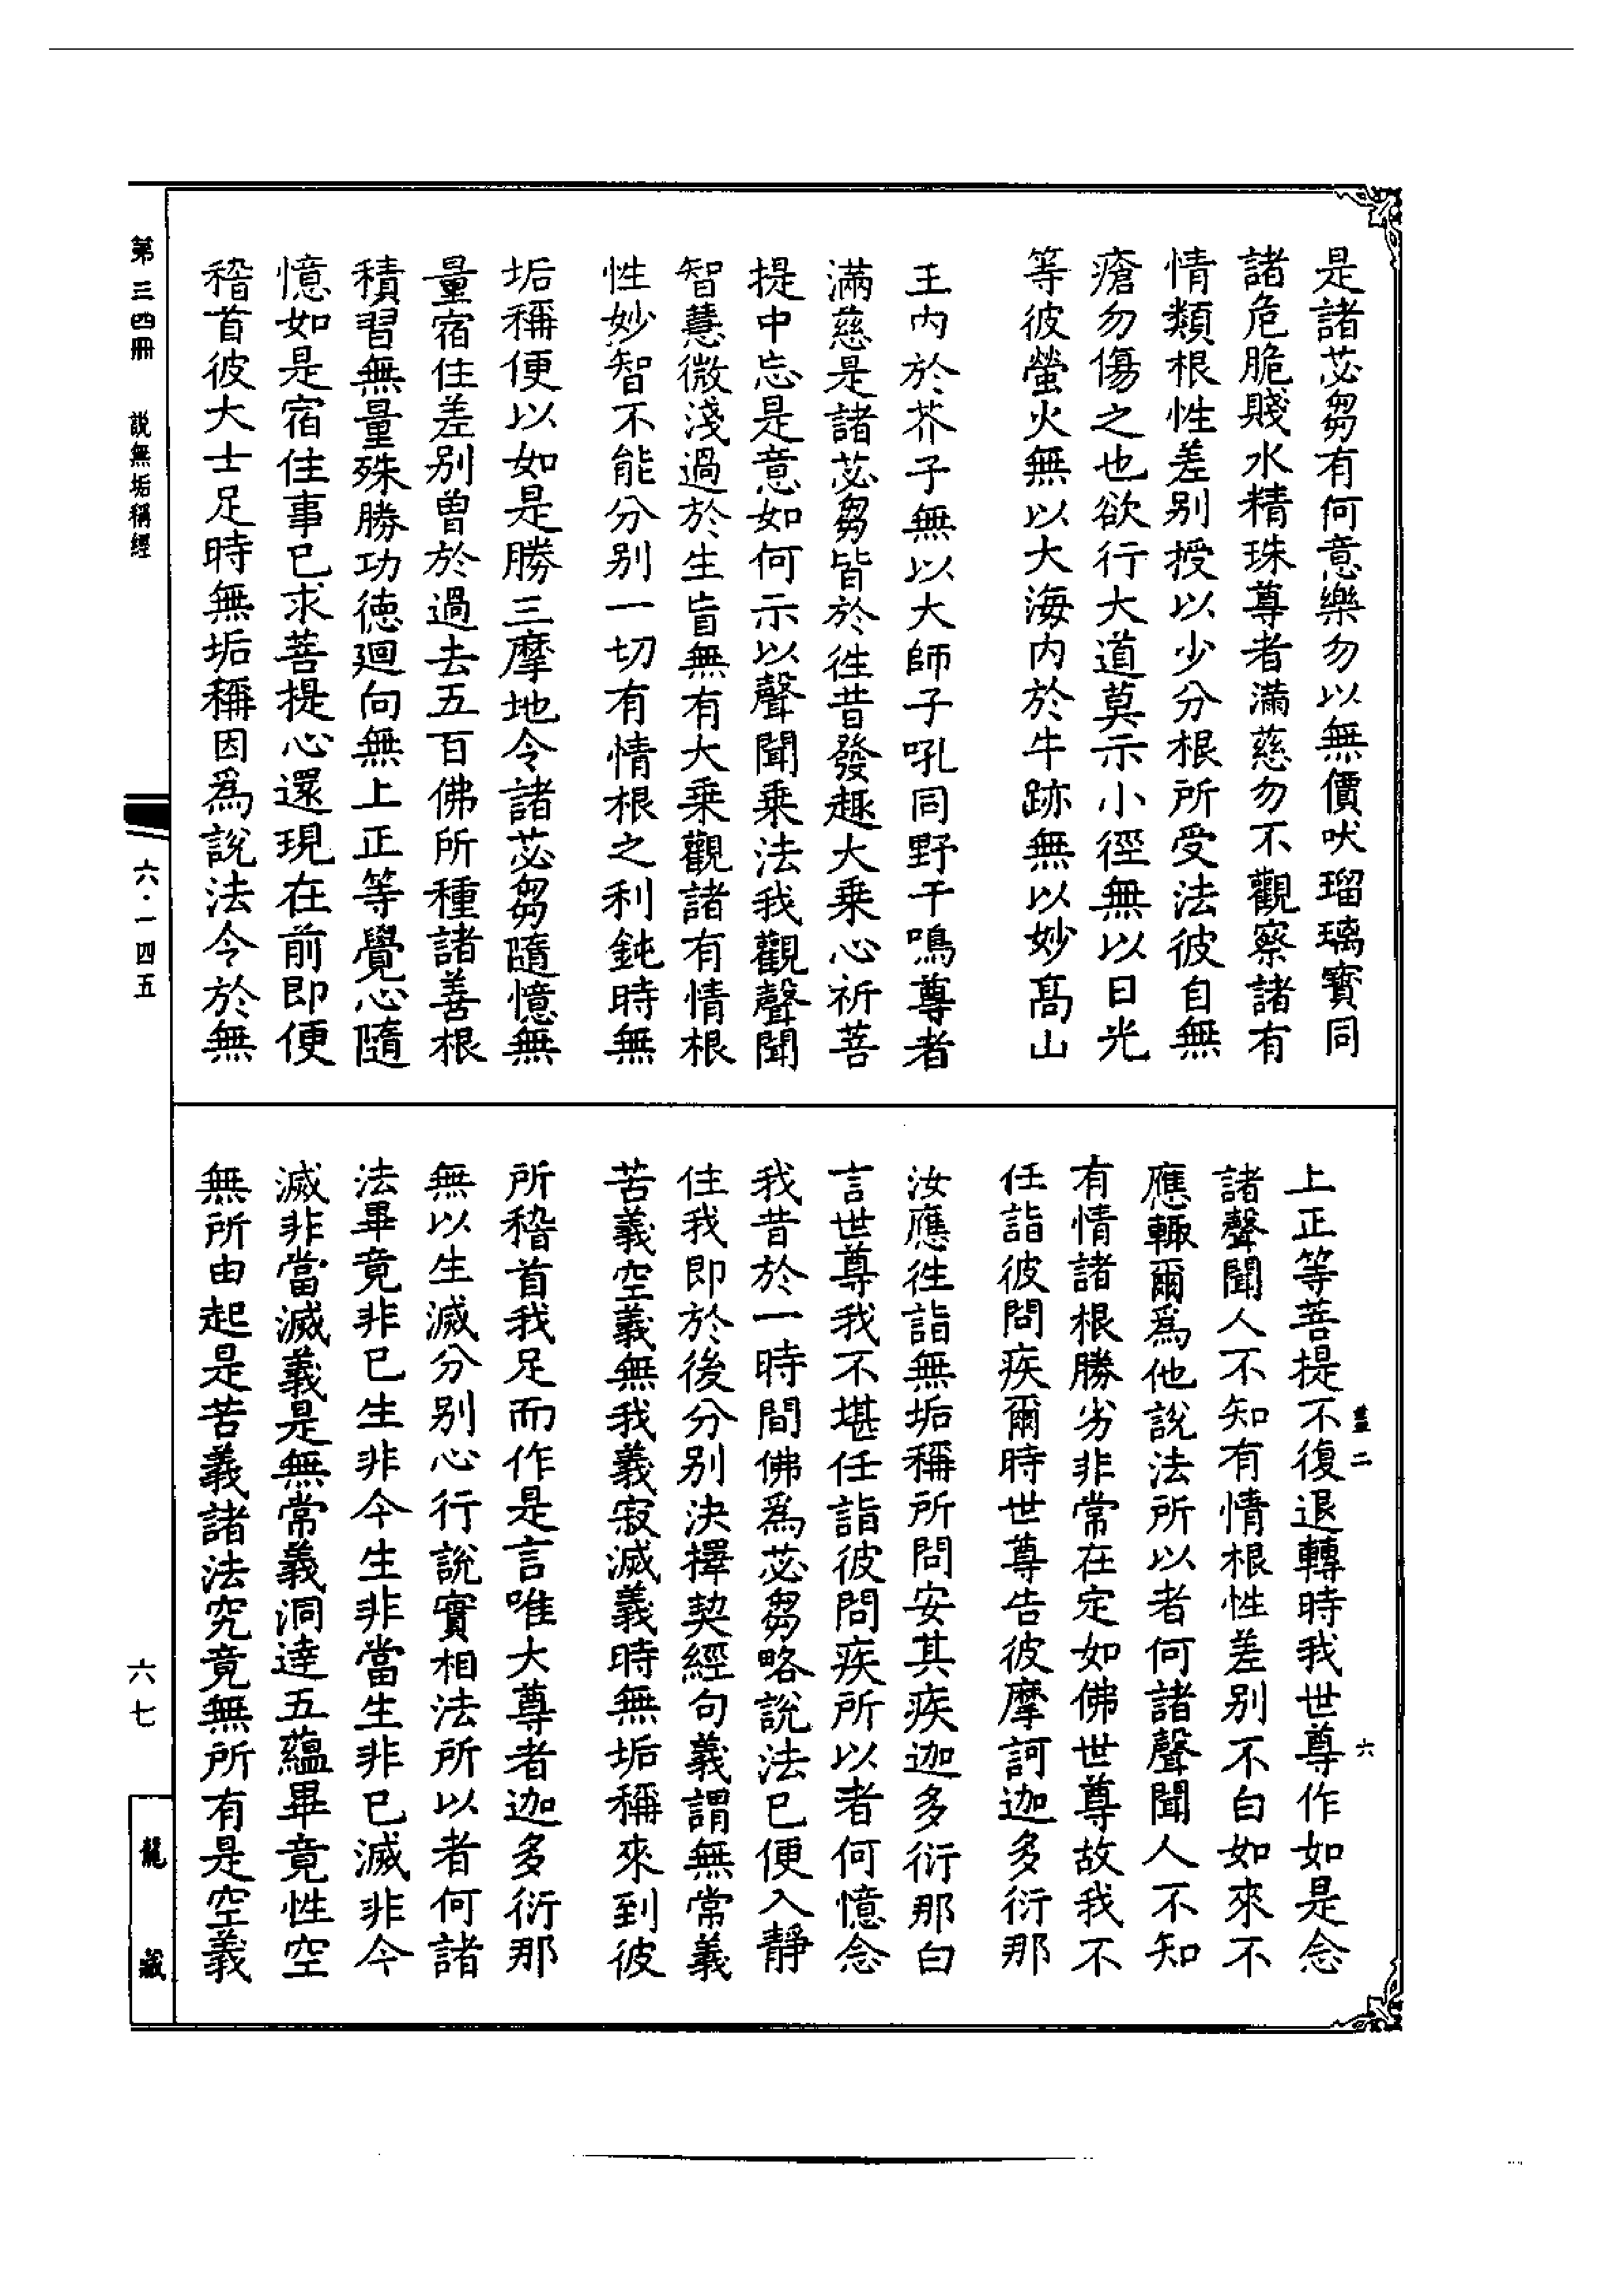 是諸苾芻有何意樂勿以無價吠瑠璃寶同
諸危脆賤水精珠尊者滿慈勿不觀察諸有
情類根性差別授以少分根所受法彼自無
瘡勿傷之也欲行大道莫示小徑無以日光
等彼螢火無以大海內於牛跡無以妙高山
王內於芥子無以大師子吼同野干鳴尊者
滿慈是諸苾芻皆於徃昔發趣大乘心祈菩
提中忘是意如何示以聲聞乘法我觀聲聞
智慧微淺過於生盲無有大乘觀諸有情根
性妙智不能分別一切有情根之利鈍時無
垢稱便以如是勝三摩地令諸苾芻隨憶無
量宿住差別曾於過去五百佛所種諸善根
積習無量殊勝功德迴向無上正等覺心隨
憶如是宿住事已求菩提心還現在前即便
稽首彼大士足時無垢稱因為說法令於無
上正等菩提不復退轉時我世尊作如是念
諸聲聞人不知有情根性差別不白如來不
應輒爾為他說法所以者何諸聲聞人不知
有情諸根勝劣非常在定如佛世尊故我不
任詣彼問疾爾時世尊告彼摩訶迦多衍那
汝應徃詣無垢稱所問安其疾迦多衍那白
言世尊我不堪任詣彼問疾所以者何憶念
我昔於一時間佛為苾芻略說法已便入靜
住我即於後分別決擇契經句義謂無常義
苦義空義無我義寂滅義時無垢稱來到彼
所稽首我足而作是言唯大尊者迦多衍那
無以生滅分別心行說實相法所以者何諸
法畢竟非已生非今生非當生非已滅非今
滅非當滅義是無常義洞達五蘊畢竟性空
無所由起是苦義諸法究竟無所有是空義
蓋二
六
第三四冊 說無垢稱經
六·一四五
六七
龍藏